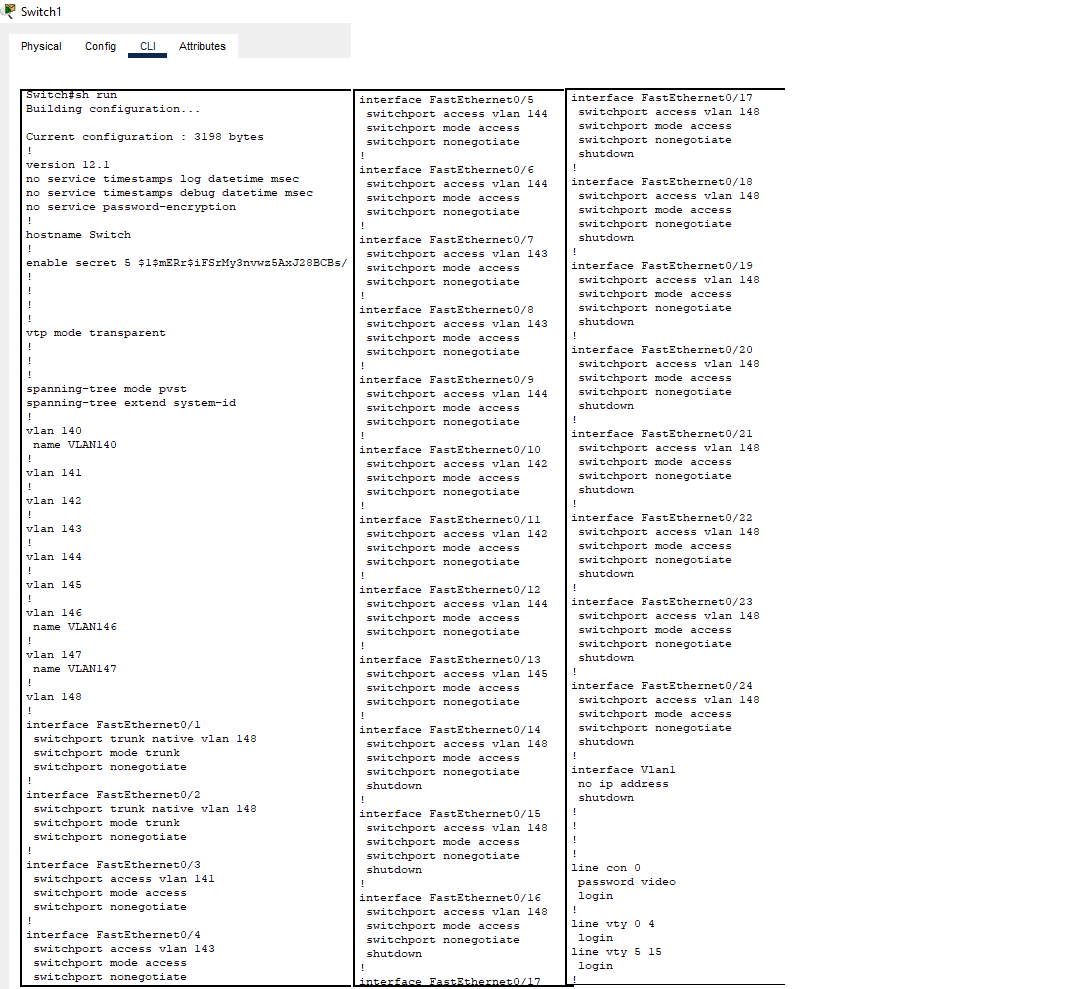 Switch1
Physical Config CLI Attributes
Switch#sh run
Building configuration...
Current configuration : 3198 bytes
!
version 12.1
no service timestamps log datetime msec
no service timestamps debug datetime msec
no service password-encryption
!
hostname Switch
!
enable secret 5 $1$mERr$iFSrMy3nvwz5AxJ28BCBs/
!
!
!
!
vtp mode transparent
!
!
!
spanning-tree mode pvst
spanning-tree extend system-id
!
vlan 140
name VLAN140
!
vlan 141
!
vlan 142
!
vlan 143
!
vlan 144
!
vlan 145
!
vlan 146
name VLAN146
!
vlan 147
name VLAN147
!
vlan 148
!
interface FastEthernet0/1
switchport trunk native vlan 148
switchport mode trunk
switchport nonegotiate
!
interface FastEthernet0/2
switchport trunk native vlan 148
switchport mode trunk
switchport nonegotiate
!
interface FastEthernet0/3
switchport access vlan 141
switchport mode access
switchport nonegotiate
!
interface FastEthernet0/4
switchport access vlan 143
switchport mode access
switchport nonegotiate
interface FastEthernet0/5
switchport access vlan 144
switchport mode access
switchport nonegotiate
!
interface FastEthernet0/6
switchport access vlan 144
switchport mode access
switchport nonegotiate
!
interface FastEthernet0/7
switchport access vlan 143
switchport mode access
switchport nonegotiate
!
interface FastEthernet0/8
switchport access vlan 143
switchport mode access
switchport nonegotiate
!
interface FastEthernet0/9
switchport access vlan 144
switchport mode access
switchport nonegotiate
!
interface FastEthernet0/10
switchport access vlan 142
switchport mode access
switchport nonegotiate
!
interface FastEthernet0/11
switchport access vlan 142
switchport mode access
switchport nonegotiate
!
interface FastEthernet0/12
switchport access vlan 144
switchport mode access
switchport nonegotiate
!
interface FastEthernet0/13
switchport access vlan 145
switchport mode access
switchport nonegotiate
!
interface FastEthernet0/14
switchport access vlan 148
switchport mode access
switchport nonegotiate
shutdown
!
interface FastEthernet0/15
switchport access vlan 148
switchport mode access
switchport nonegotiate
shutdown
!
interface FastEthernet0/16
switchport access vlan 148
switchport mode access
switchport nonegotiate
shutdown
!
interface FastEthernet0/17
interface FastEthernet0/17
switchport access vlan 148
switchport mode access
switchport nonegotiate
shutdown
!
interface FastEthernet0/18
switchport access vlan 148
switchport mode access
switchport nonegotiate
shutdown
!
interface FastEthernet0/19
switchport access vlan 148
switchport mode access
switchport nonegotiate
shutdown
!
interface FastEthernet0/20
switchport access vlan 148
switchport mode access
switchport nonegotiate
shutdown
!
interface FastEthernet0/21
switchport access vlan 148
switchport mode access
switchport nonegotiate
shutdown
!
interface FastEthernet0/22
switchport access vlan 148
switchport mode access
switchport nonegotiate
shutdown
!
interface FastEthernet0/23
switchport access vlan 148
switchport mode access
switchport nonegotiate
shutdown
!
interface FastEthernet0/24
switchport access vlan 148
switchport mode access
switchport nonegotiate
shutdown
!
interface Vlan1
no ip address
shutdown
!
!
!
!
line con 0
password video
login
!
line vty 0 4
login
line vty 5 15
login
!